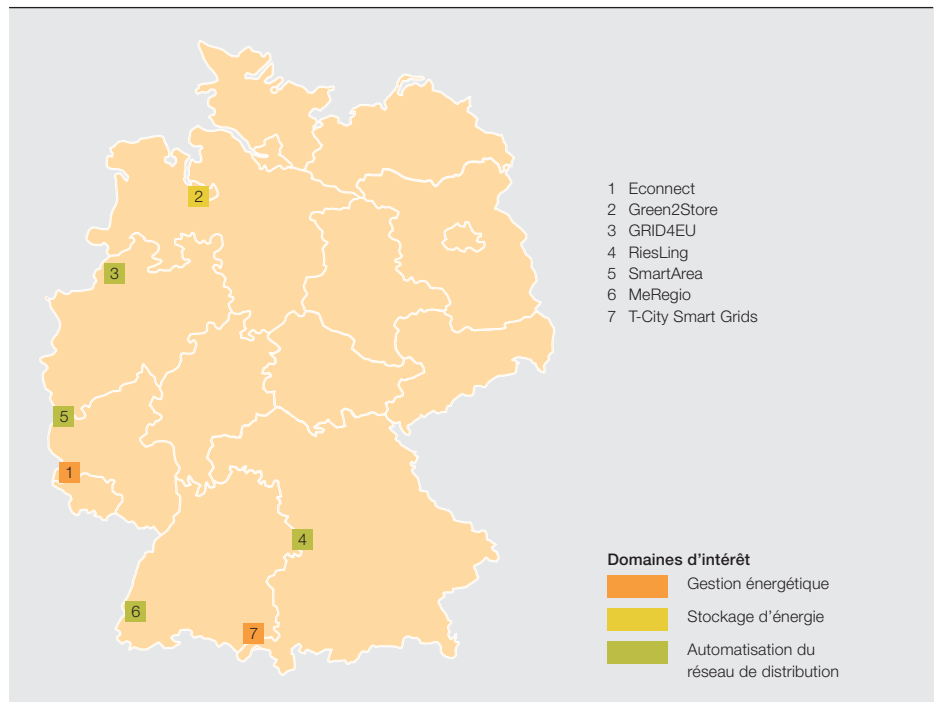 2
3
5
1
4
6
7
1 Econnect
2 Green2Store
3 GRID4EU
4 RiesLing
5 SmartArea
6 MeRegio
7 T-City Smart Grids
Domaines d’intérêt
Gestion énergétique
Stockage d’énergie
Automatisation du
réseau de distribution